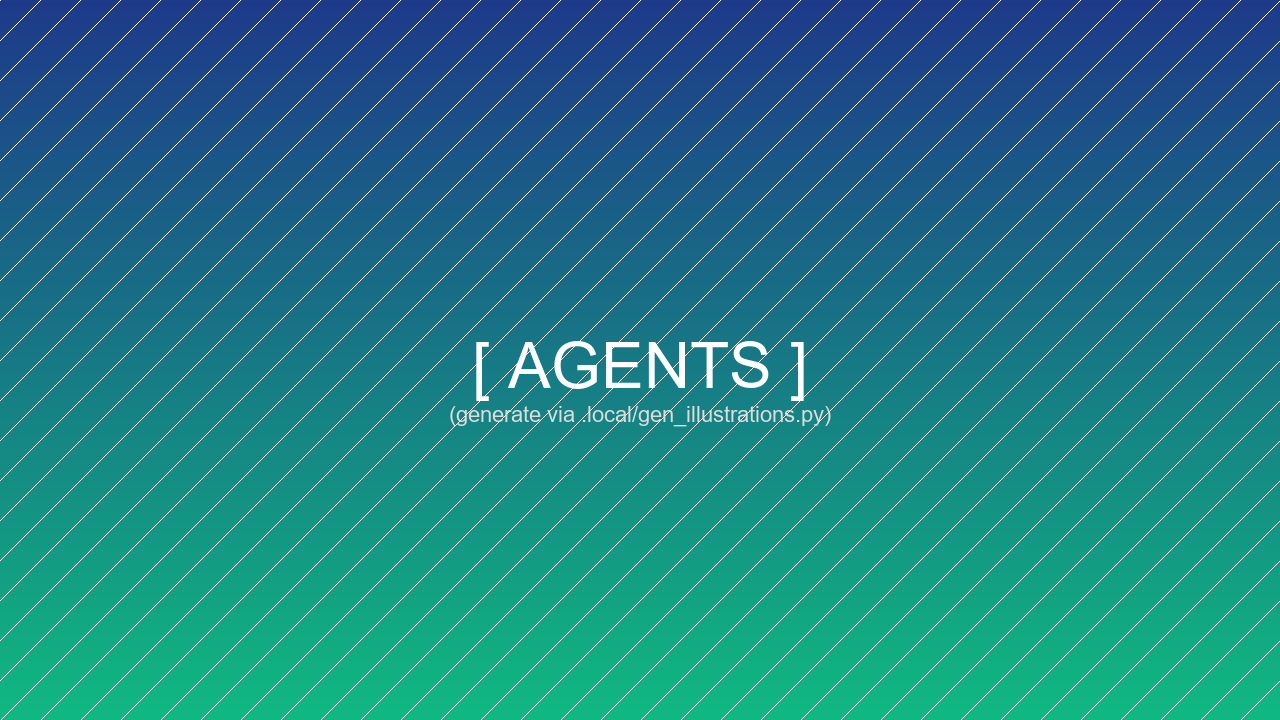 [ AGENTS ]
(generate via .local/gen_illustrations.py)